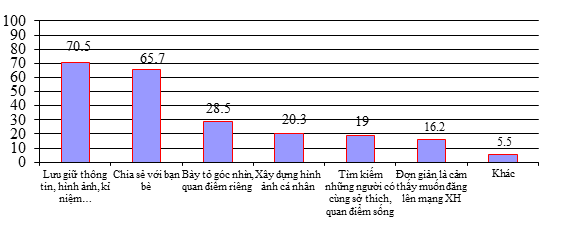 100
90
80
70
60
50
40
30
20
10
0
70.5
65.7
28.5
20.3
19
16.2
5.5
Lưu giữ thông
tin, hình ảnh, kí
niệm…
Chia sẻ với bạn
bè
Bày tỏ góc nhìn,
quan điểm riêng
Xây dựng hình
ảnh cá nhân
Tìm kiếm
những người có
cùng sở thích,
quan điểm sống
Đơn giản là cảm
thấy muốn đăng
lên mạng XH
Khác